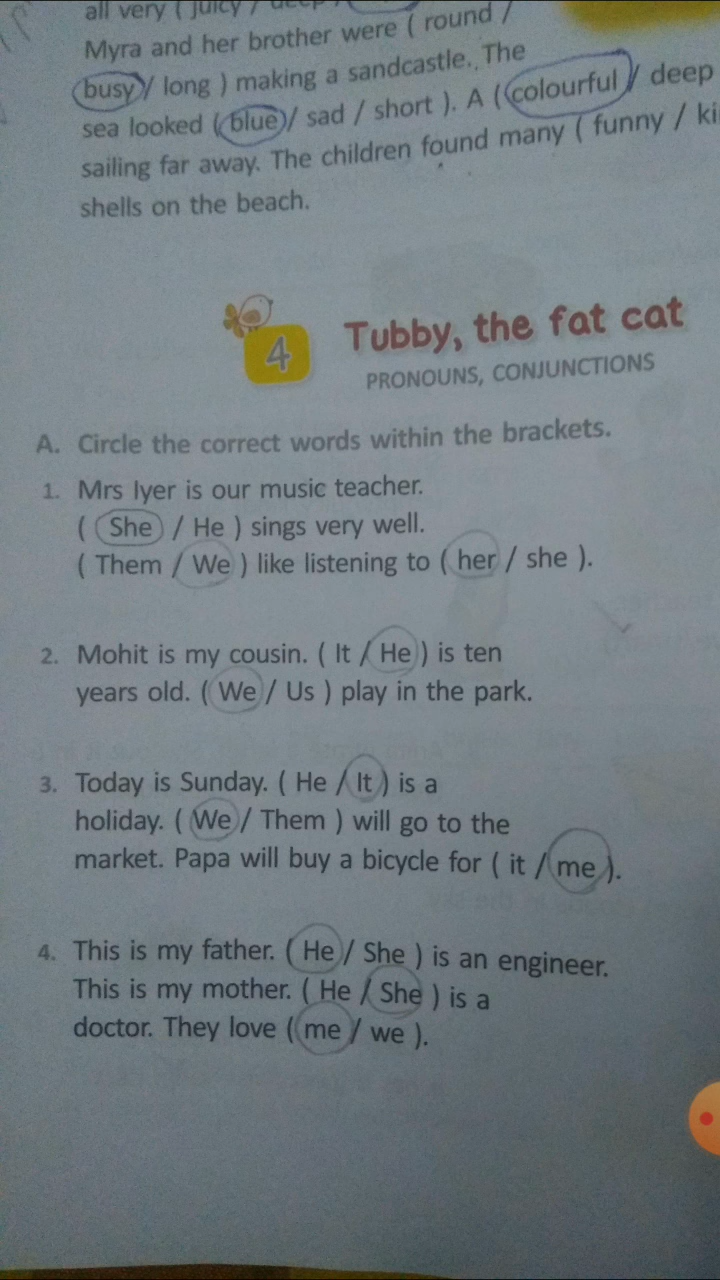 all very ( juicy /
Myra and her brother were ( round /
busy / long ) making a sandcastle. The
sea looked ( blue / sad / short ). A ( colourful / deep
sailing far away. The children found many ( funny / ki
shells on the beach.
4
Tubby, the fat cat
PRONOUNS, CONJUNCTIONS
A. Circle the correct words within the brackets.
1. Mrs Iyer is our music teacher.
( She / He ) sings very well.
( Them / We ) like listening to ( her / she ).
2. Mohit is my cousin. ( It / He ) is ten
years old. ( We / Us ) play in the park.
3. Today is Sunday. ( He / It ) is a
holiday. ( We / Them ) will go to the
market. Papa will buy a bicycle for ( it / me ).
4. This is my father. ( He / She ) is an engineer.
This is my mother. ( He / She ) is a
doctor. They love ( me / we ).